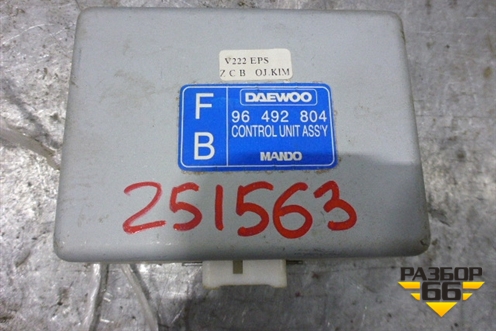 V222 EPS
Z C B OJ.KIM
F
B
DAEWOO
96 492 804
CONTROL UNIT ASS'Y
MANDO
251563
РАЗБОР
66